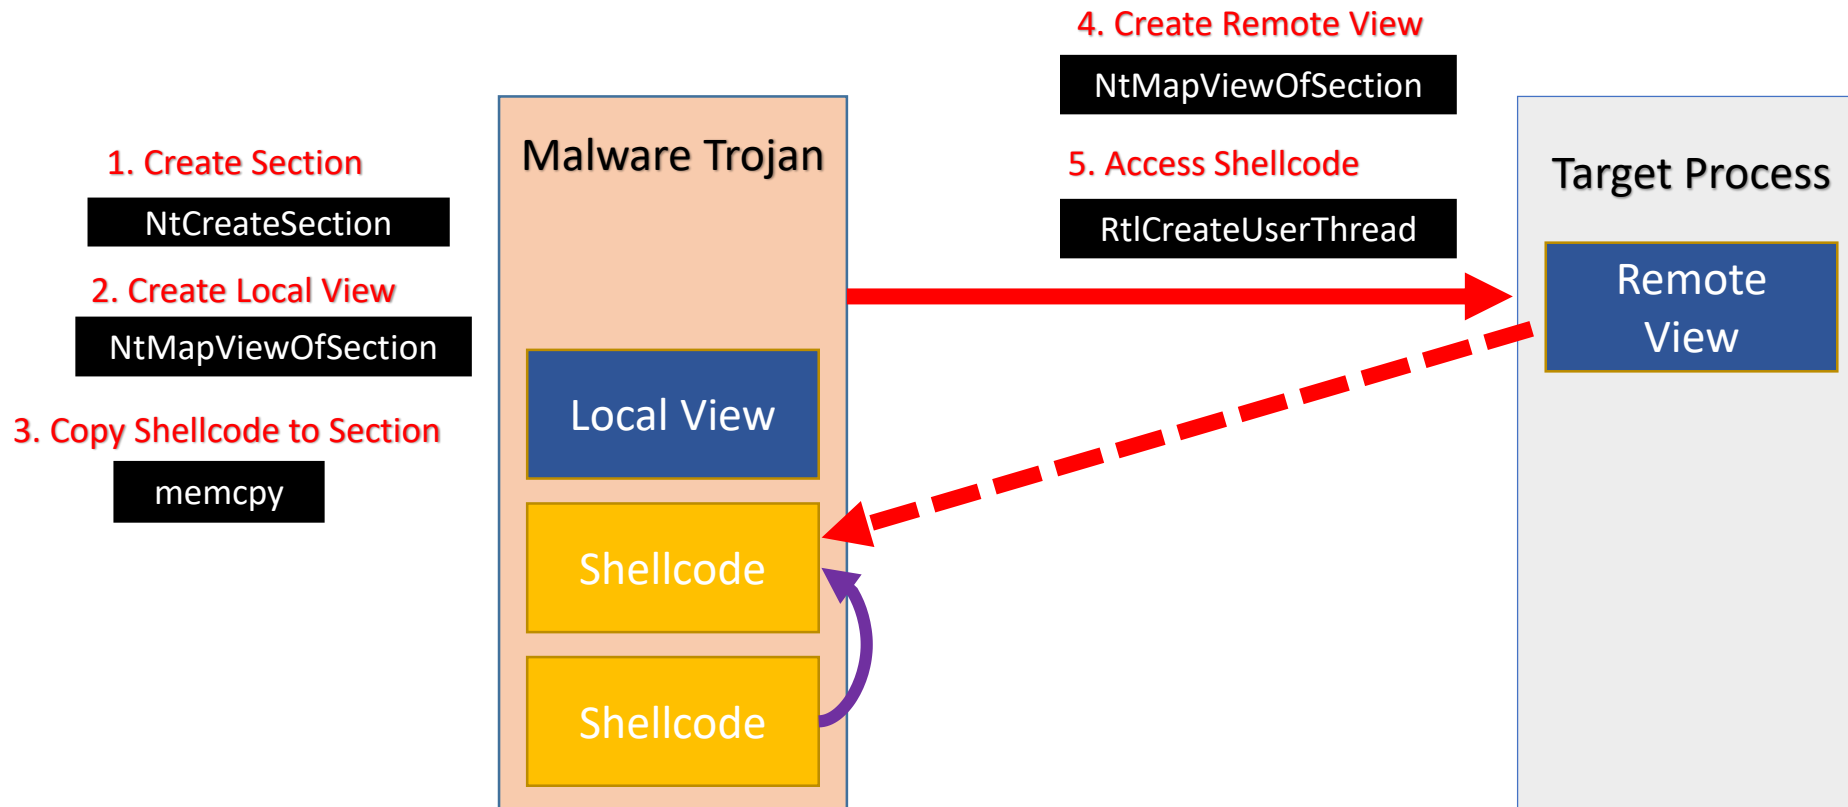 1. Create Section
NtCreateSection
2. Create Local View
NtMapViewOfSection
3. Copy Shellcode to Section
memcpy
Malware Trojan
Local View
Shellcode
Shellcode
4. Create Remote View
NtMapViewOfSection
5. Access Shellcode
RtlCreateUserThread
Target Process
Remote
View